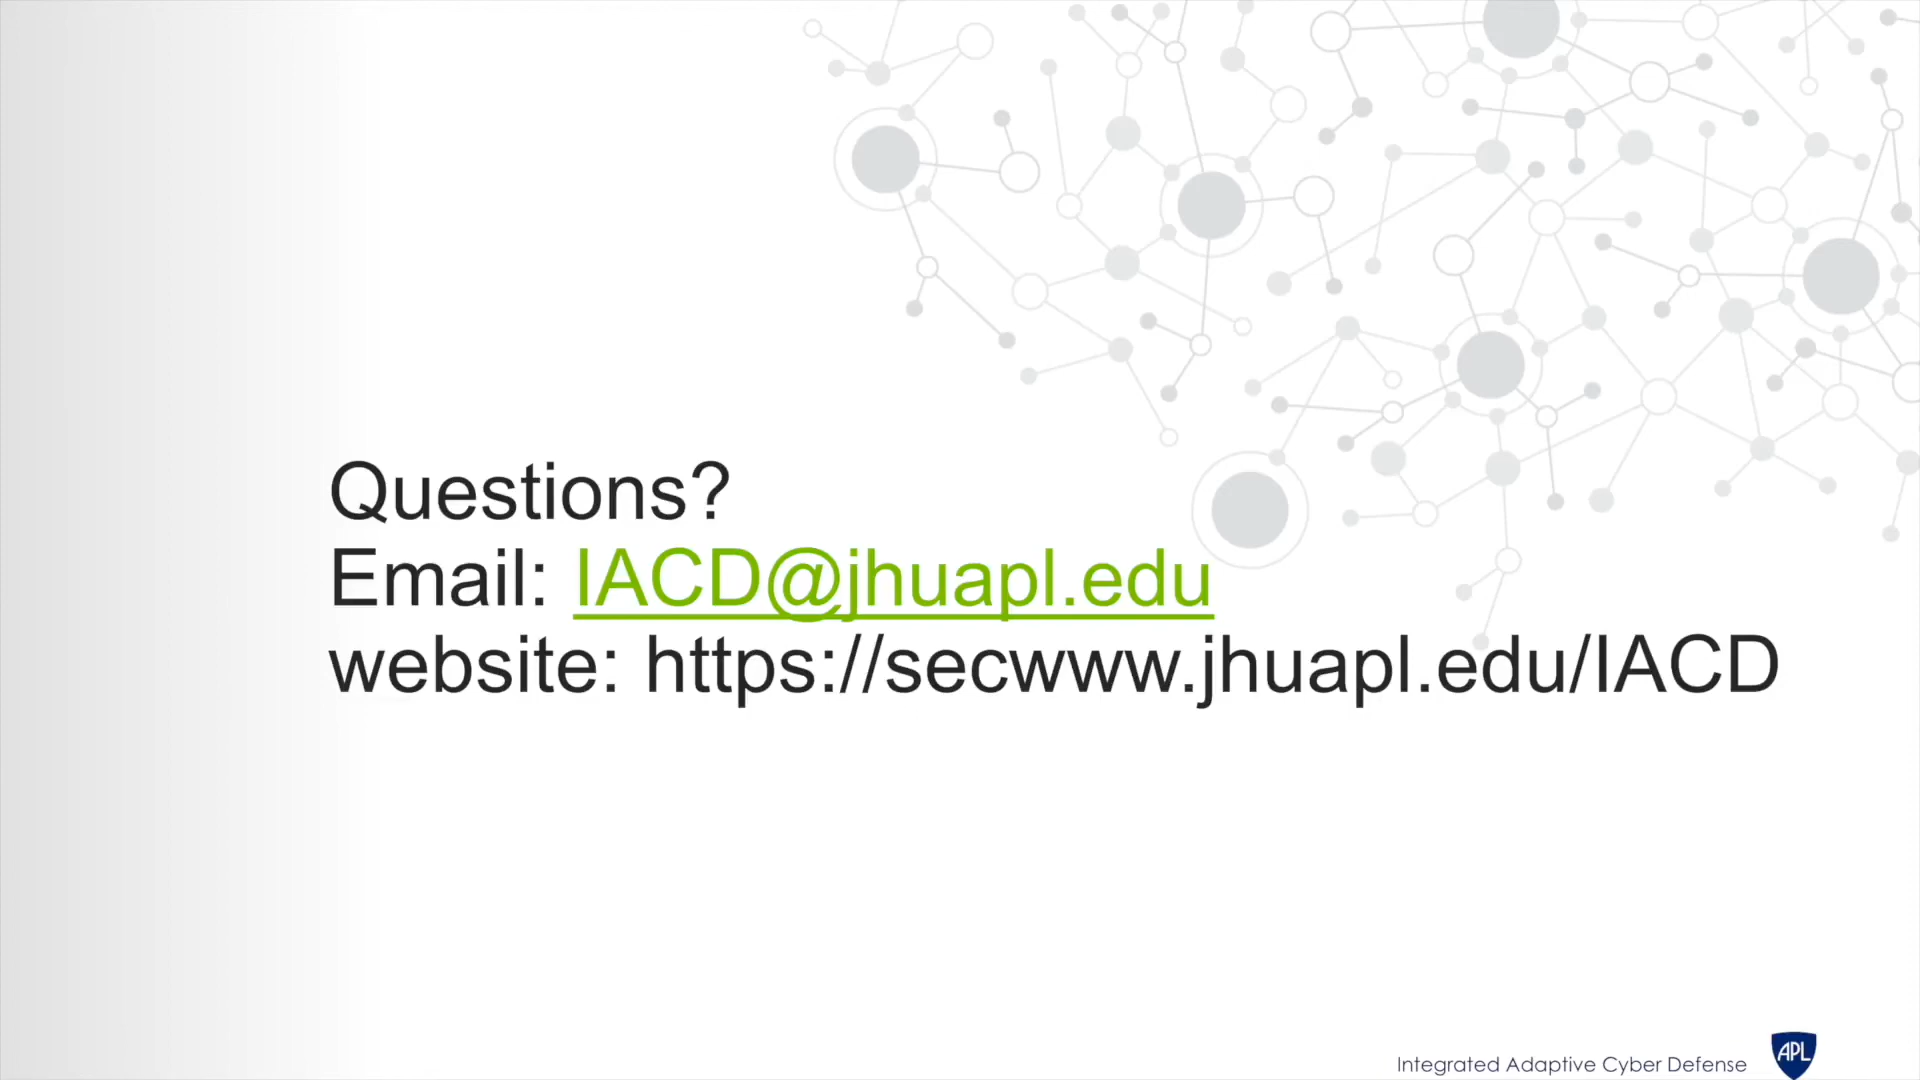 Questions?
Email: IACD@jhuapl.edu
website: https://secwww.jhuapl.edu/IACD
Integrated Adaptive Cyber Defense
APL